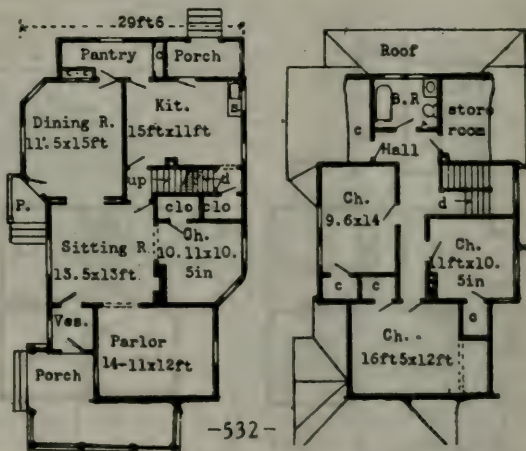 29ft6
Pantry
c
Porch
Dining R.
11.5x15ft
Kit.
15ftx11ft
s
up
d
P.
clo
clo
Sitting R.
13.5x13ft
Ch.
10.11x10.
5in
Ves.
Parlor
14-11x12ft
Porch
Roof
B.R
c
store
room
Hall
Ch.
9.6x14
d
Ch.
11ftx10.
5in
c
c
c
Ch.
16ft5x12ft
-532-